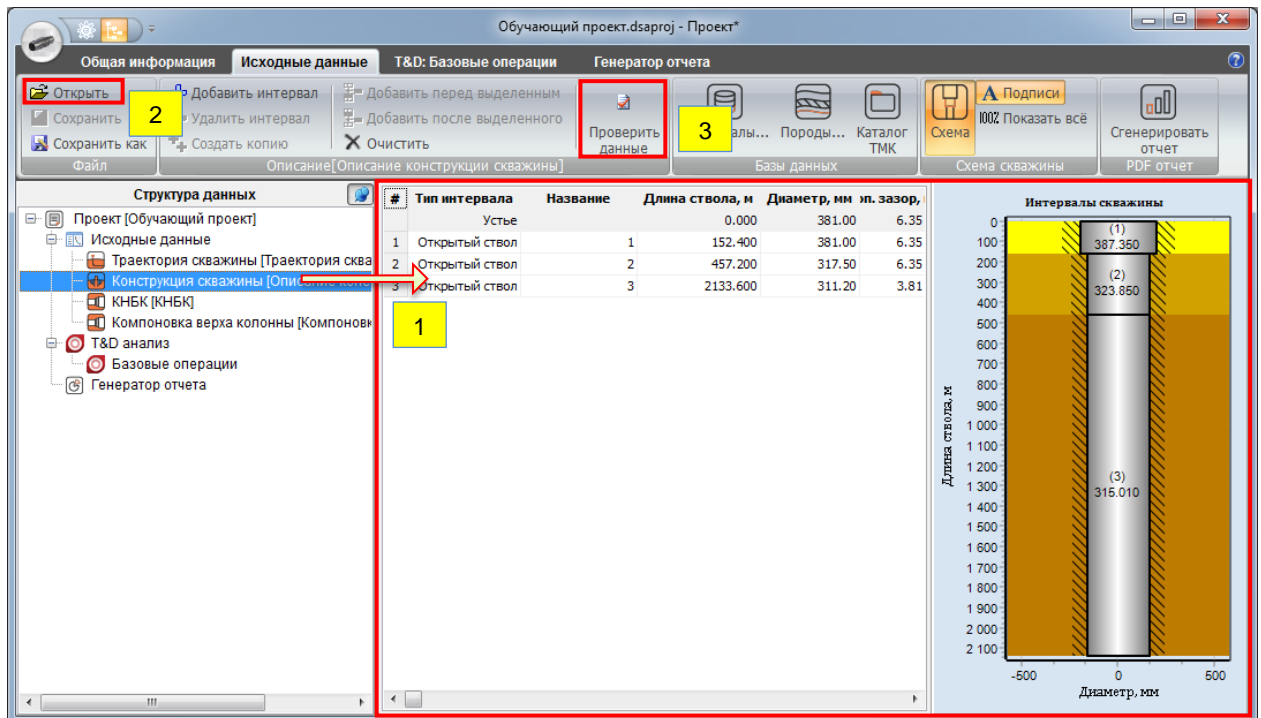 Обучающий проект.dsaproj - Проект*
Общая информация Исходные данные T&D: Базовые операции Генератор отчета
Открыть
Сохранить
Сохранить как
Файл
2
Добавить интервал
Удалить интервал
Создать копию
Добавить перед выделенным
Добавить после выделенного
Очистить
Описание[Описание конструкции скважины]
Проверить
данные
3
Породы...
Каталог
ТМК
Базы данных
Схема
А Подписи
100% Показать всё
Схема скважины
Сгенерировать
отчет
PDF отчет
Структура данных
Проект [Обучающий проект]
Исходные данные
Траектория скважины [Траектория сква
Конструкция скважины
КНБК [КНБК]
Компоновка верха колонны [Компоновк
T&D анализ
Базовые операции
Генератор отчета
# Тип интервала Название Длина ствола, м Диаметр, мм оп. зазор,
Устье 0.000 381.00 6.35
1 Открытый ствол 1 152.400 381.00 6.35
2 Открытый ствол 2 457.200 317.50 6.35
3 Открытый ствол 3 2133.600 311.20 3.81
1
Интервалы скважины
(1)
387.350
(2)
323.850
(3)
315.010
Длина ствола, м
0
100
200
300
400
500
600
700
800
900
1 000
1 100
1 200
1 300
1 400
1 500
1 600
1 700
1 800
1 900
2 000
2 100
-500 0 500
Диаметр, мм